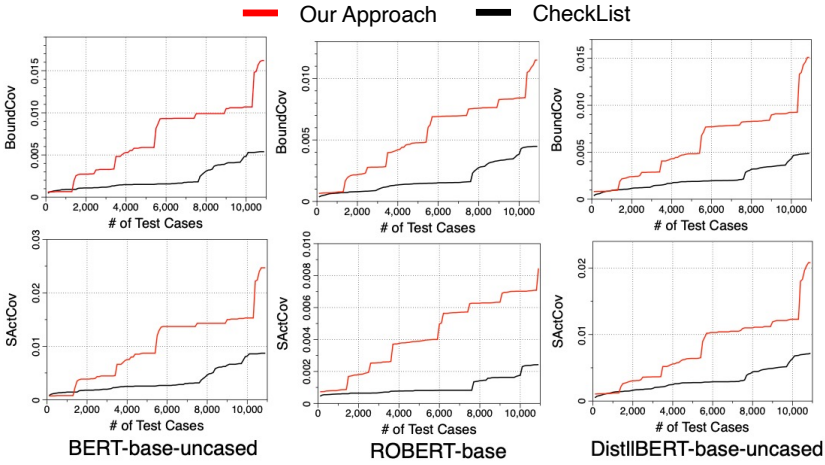 Our Approach CheckList
BoundCov
0.015
0.010
0.005
0
2,000 4,000 6,000 8,000 10,000
# of Test Cases
BoundCov
0.010
0.005
0
2,000 4,000 6,000 8,000 10,000
# of Test Cases
BoundCov
0.015
0.010
0.005
0
2,000 4,000 6,000 8,000 10,000
# of Test Cases
SActCov
0.03
0.02
0.01
0
2,000 4,000 6,000 8,000 10,000
# of Test Cases
BERT-base-uncased
SActCov
0.010
0.008
0.006
0.004
0.002
0
2,000 4,000 6,000 8,000 10,000
# of Test Cases
ROBERT-base
SActCov
0.02
0.01
0
2,000 4,000 6,000 8,000 10,000
# of Test Cases
DistlIBERT-base-uncased